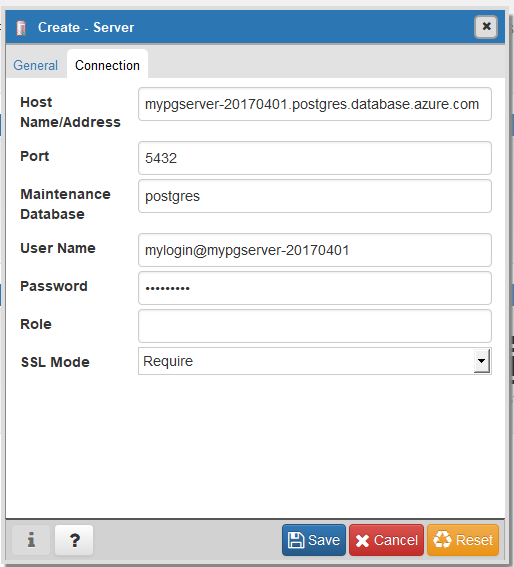 Create - Server
General Connection
Host Name/Address mypgserver-20170401.postgres.database.azure.com
Port 5432
Maintenance Database postgres
User Name mylogin@mypgserver-20170401
Password •••••••••
Role
SSL Mode Require
i ? Save Cancel Reset